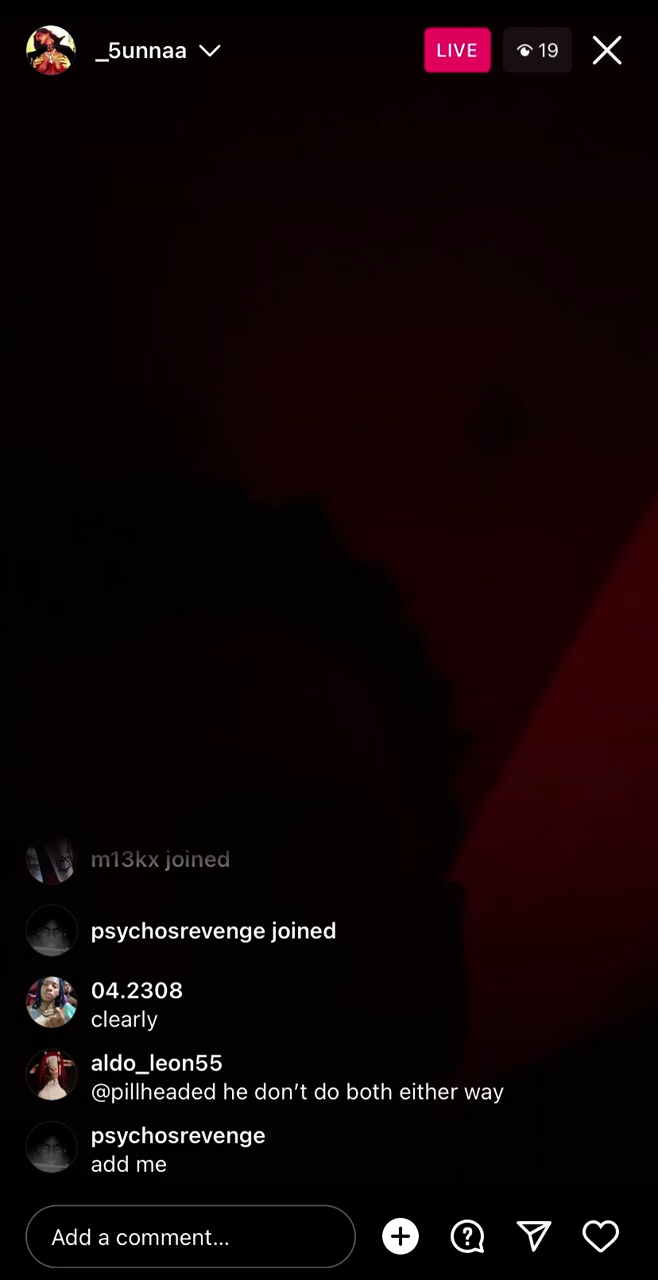 _5unnaa
LIVE
19
m13kx joined
psychosrevenge joined
04.2308
clearly
aldo_leon55
@pillheaded he don’t do both either way
psychosrevenge
add me
Add a comment...